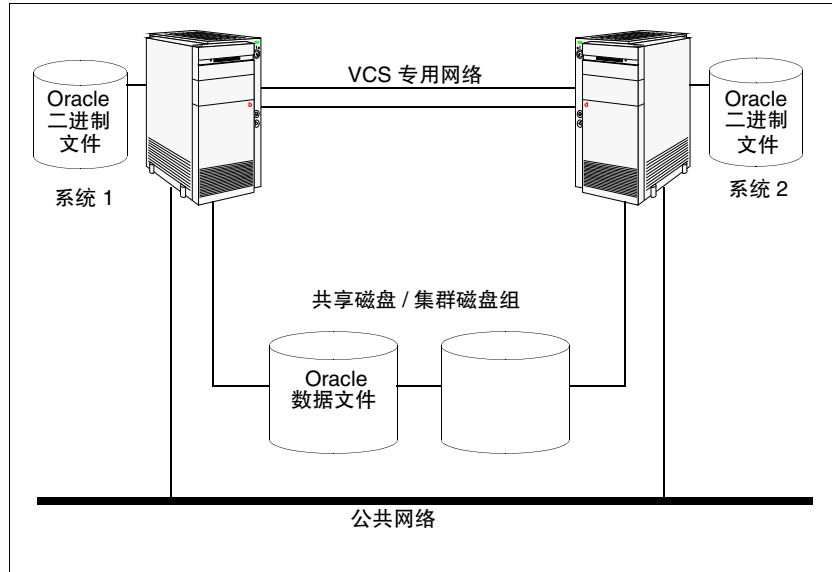 VCS 专用网络
Oracle
二进制
文件
系统 1
Oracle
二进制
文件
系统 2
共享磁盘 / 集群磁盘组
Oracle
数据文件
公共网络